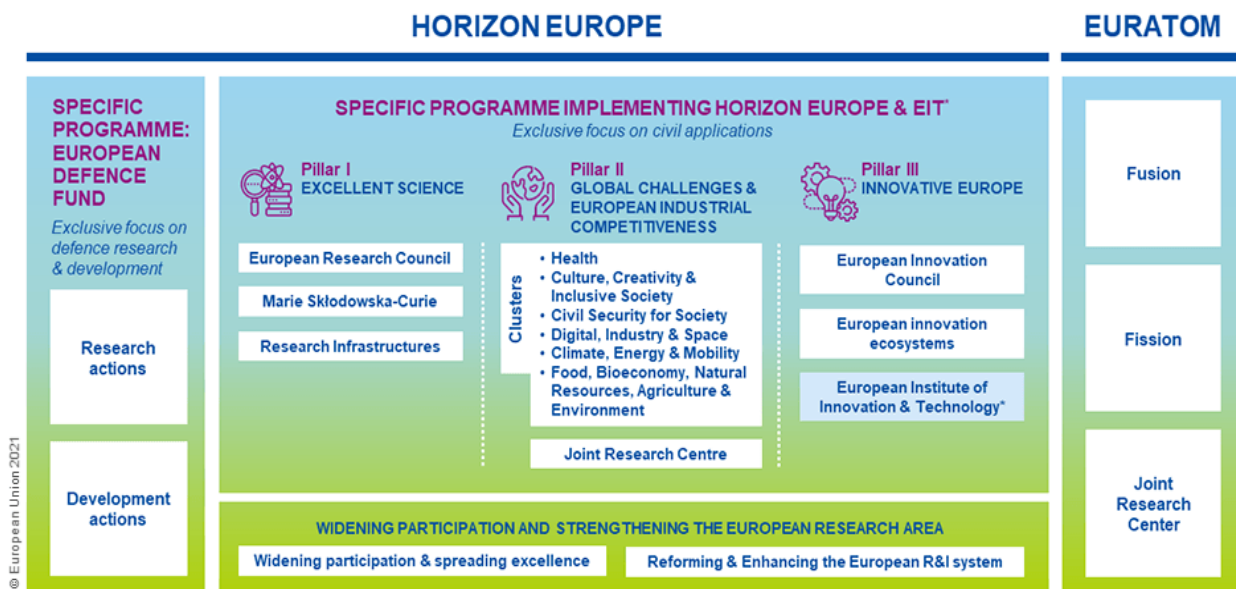 HORIZON EUROPE
EURATOM
SPECIFIC
PROGRAMME:
EUROPEAN
DEFENCE
FUND
Exclusive focus on
defence research
& development
Research
actions
Development
actions
SPECIFIC PROGRAMME IMPLEMENTING HORIZON EUROPE & EIT*
Exclusive focus on civil applications
Pillar I
EXCELLENT SCIENCE
European Research Council
Marie Skłodowska-Curie
Research Infrastructures
Pillar II
GLOBAL CHALLENGES &
EUROPEAN INDUSTRIAL
COMPETITIVENESS
Clusters
• Health
• Culture, Creativity &
Inclusive Society
• Civil Security for Society
• Digital, Industry & Space
• Climate, Energy & Mobility
• Food, Bioeconomy, Natural
Resources, Agriculture &
Environment
Joint Research Centre
Pillar III
INNOVATIVE EUROPE
European Innovation
Council
European innovation
ecosystems
European Institute of
Innovation & Technology*
WIDENING PARTICIPATION AND STRENGTHENING THE EUROPEAN RESEARCH AREA
Widening participation & spreading excellence
Reforming & Enhancing the European R&I system
Fusion
Fission
Joint
Research
Center
© European Union 2021